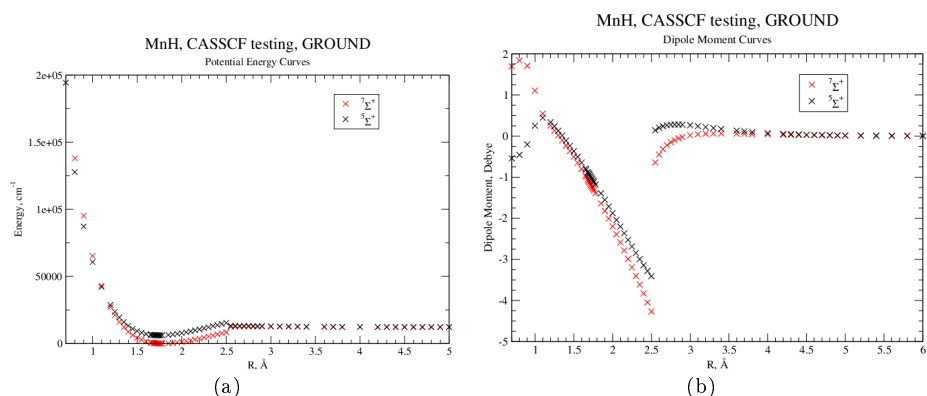 MnH, CASSCF testing, GROUND
Potential Energy Curves
2e+05
1.5e+05
1e+05
50000
0
Energy, cm⁻¹
⁷Σ⁺
⁵Σ⁺
1 1.5 2 2.5 3 3.5 4 4.5 5
R, Å
(a)
MnH, CASSCF testing, GROUND
Dipole Moment Curves
2
1
0
-1
-2
-3
-4
-5
Dipole Moment, Debye
⁷Σ⁺
⁵Σ⁺
1 1.5 2 2.5 3 3.5 4 4.5 5 5.5 6
R, Å
(b)